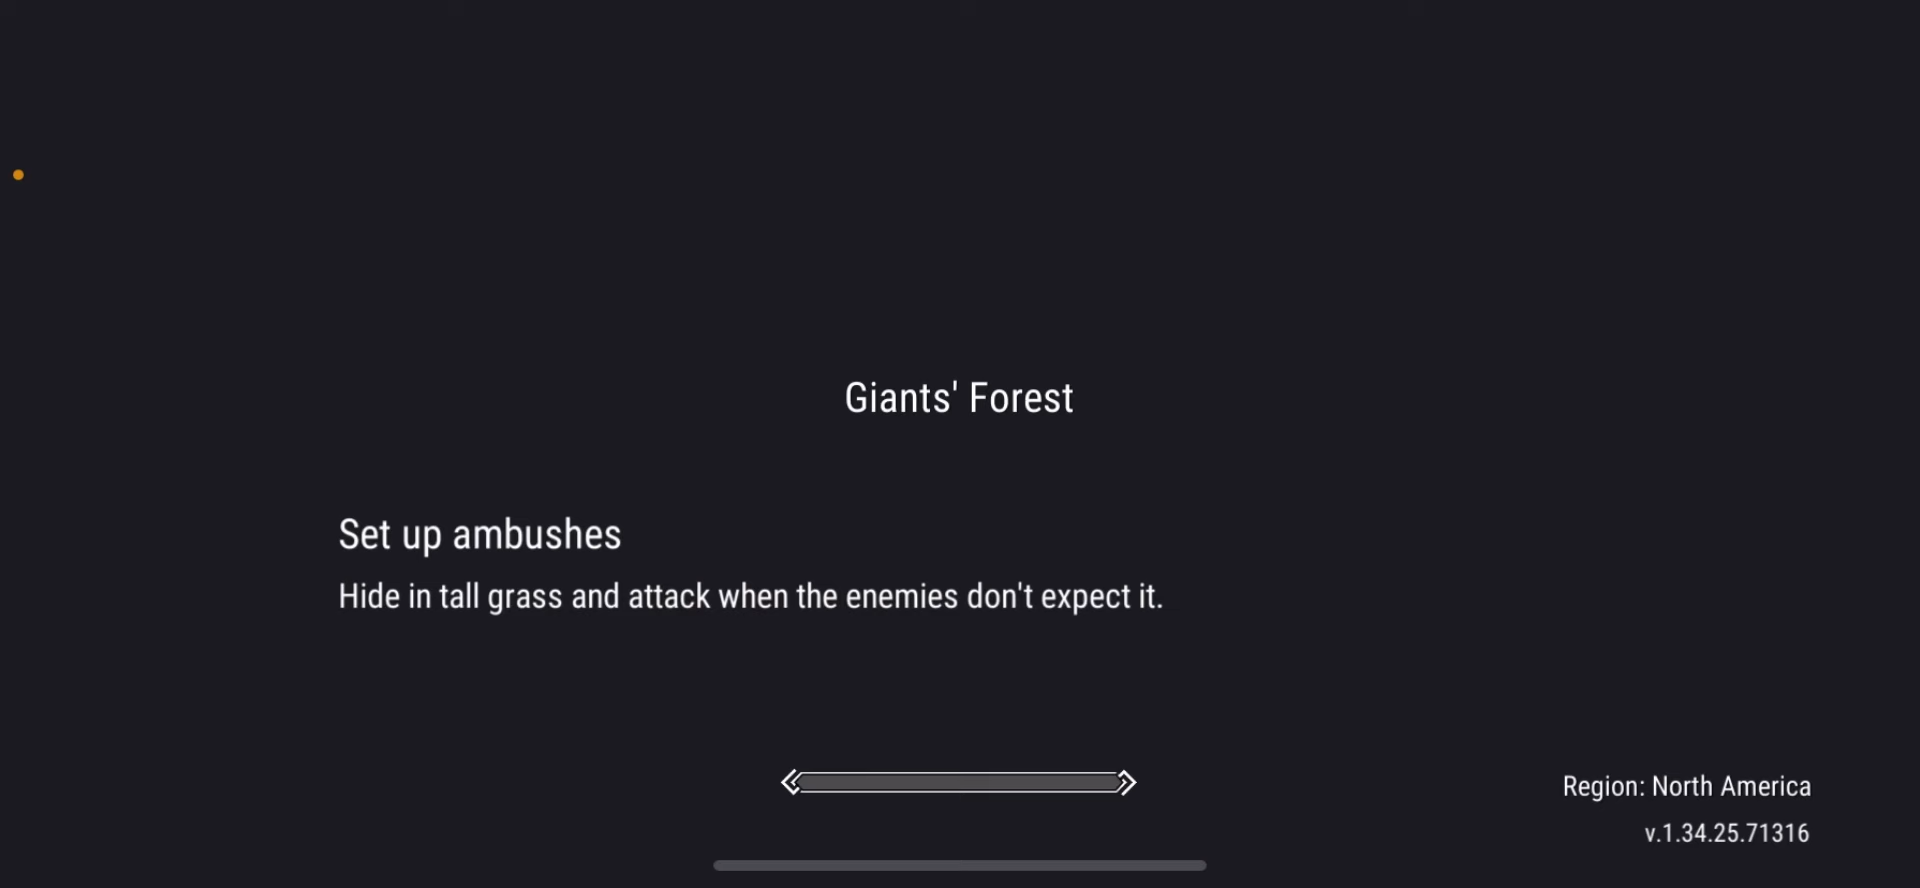 Giants' Forest
Set up ambushes
Hide in tall grass and attack when the enemies don't expect it.
Region: North America
v.1.34.25.71316